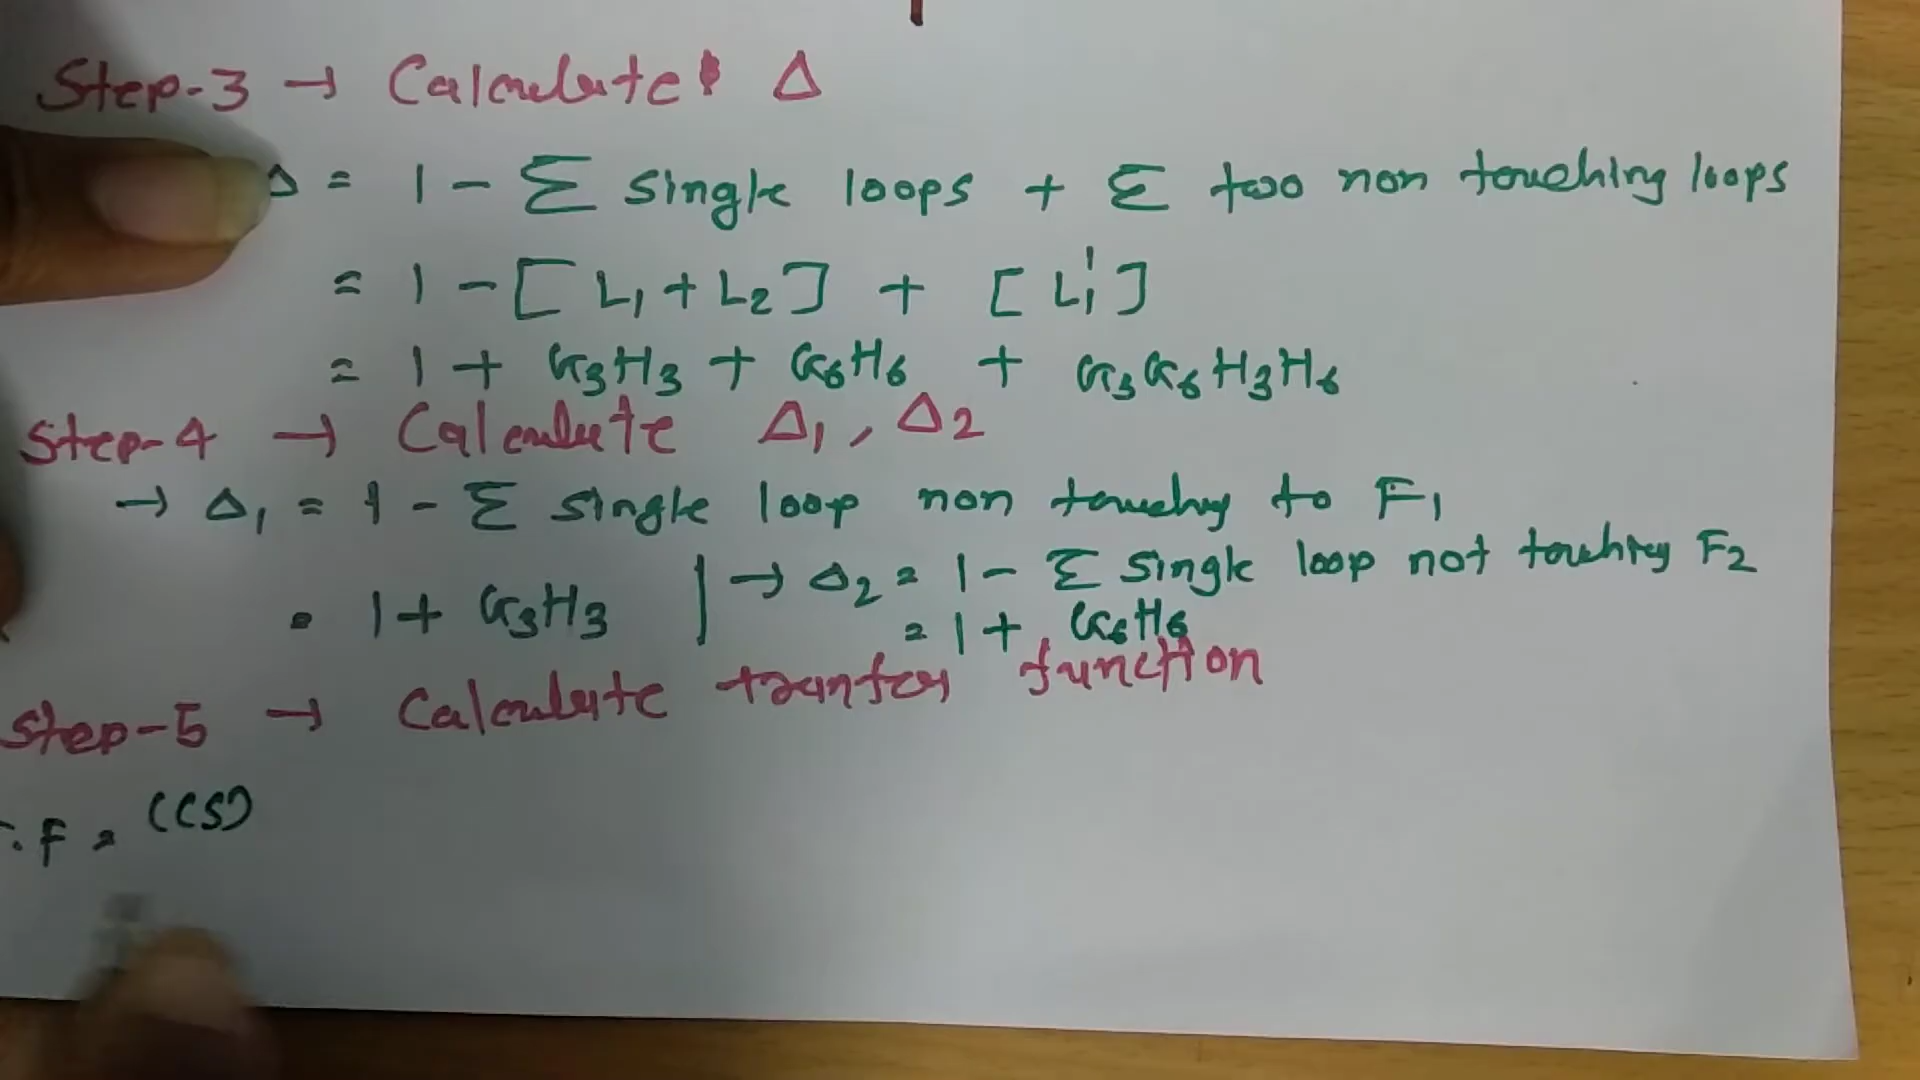 Step-3 → Calculate Δ
Δ = 1 - Σ single loops + Σ two non touching loops
= 1 - [L₁ + L₂] + [L₁']
= 1 + G₃H₃ + G₆H₆ + G₃G₆H₃H₆
Step-4 → Calculate Δ₁, Δ₂
→ Δ₁ = 1 - Σ single loop non touching to F₁
= 1 + G₃H₃ | → Δ₂ = 1 - Σ single loop not touching F₂
= 1 + G₆H₆
Step-5 → Calculate tranfer function
.F = C(S)